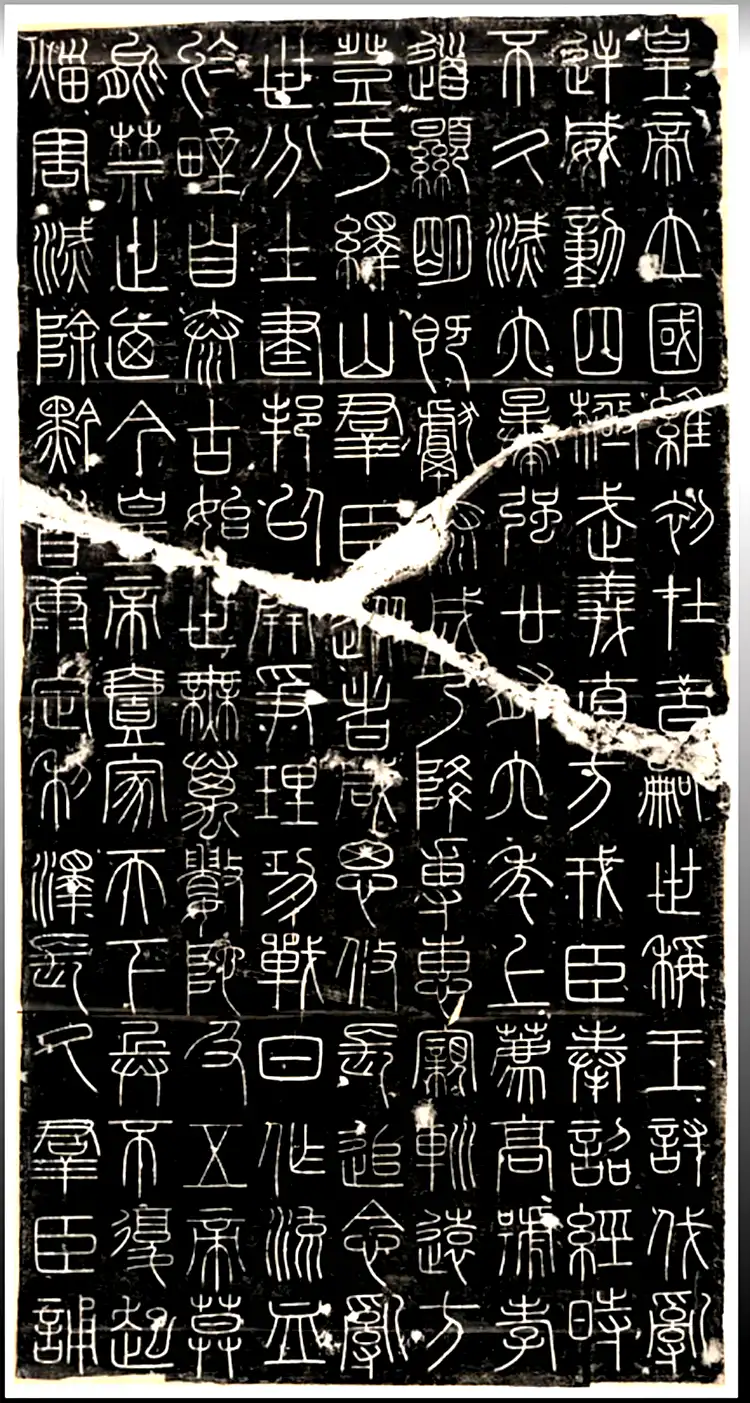 皇帝立國維初在昔嗣世稱王討伐亂
逆威動四極武義直方戎臣奉詔經時
不久滅六暴強廿有六年上薦高號孝
道顯明既獻泰成乃降專惠親巡遠方
登于繹山群臣從者咸思攸長追念亂
世分土建邦以開爭理功戰日作流血
於野自泰古始世無萬數陀及五帝莫
能禁止迺今皇帝壹家天下兵不復起
災害滅除黔首康定利澤長久群臣誦